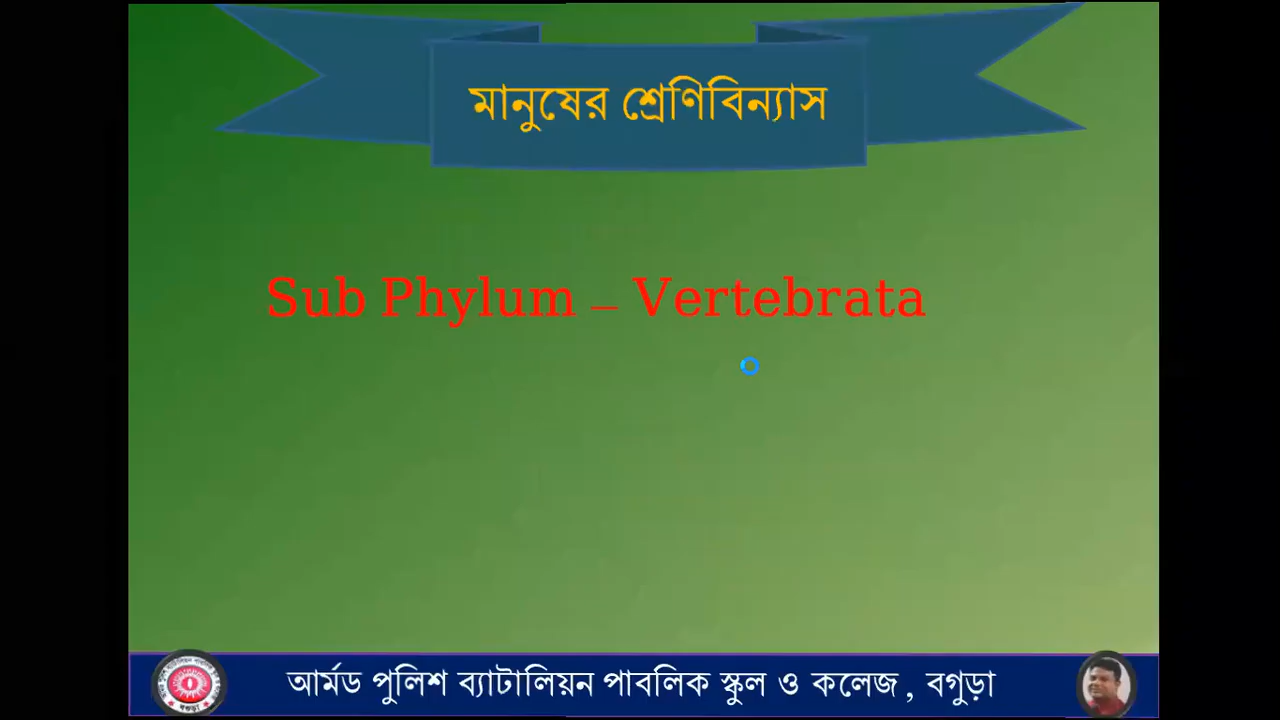 মানুষের শ্রেণিবিন্যাস
Sub Phylum – Vertebrata
আর্মড পুলিশ ব্যাটালিয়ন পাবলিক স্কুল ও কলেজ, বগুড়া